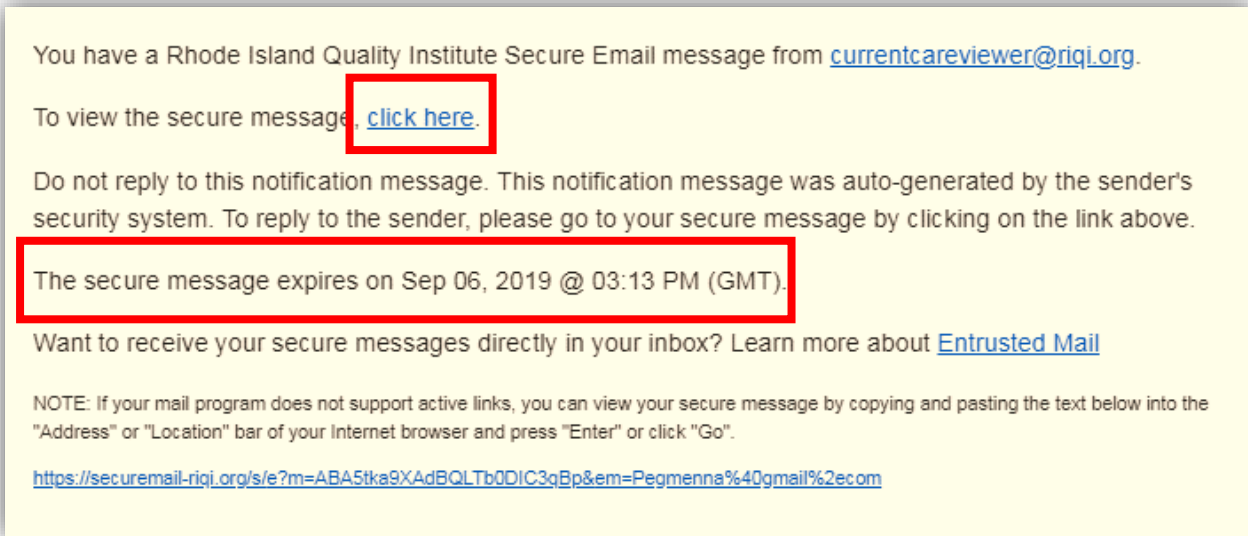 You have a Rhode Island Quality Institute Secure Email message from currentcareviewer@riqi.org.
To view the secure message, click here.
Do not reply to this notification message. This notification message was auto-generated by the sender's
security system. To reply to the sender, please go to your secure message by clicking on the link above.
The secure message expires on Sep 06, 2019 @ 03:13 PM (GMT).
Want to receive your secure messages directly in your inbox? Learn more about Entrusted Mail
NOTE: If your mail program does not support active links, you can view your secure message by copying and pasting the text below into the
"Address" or "Location" bar of your Internet browser and press "Enter" or click "Go".
https://securemail-riqi.org/s/e?m=ABA5tka9XAdBQLTb0DIC3qBp&em=Pegmenna%40gmail%2ecom